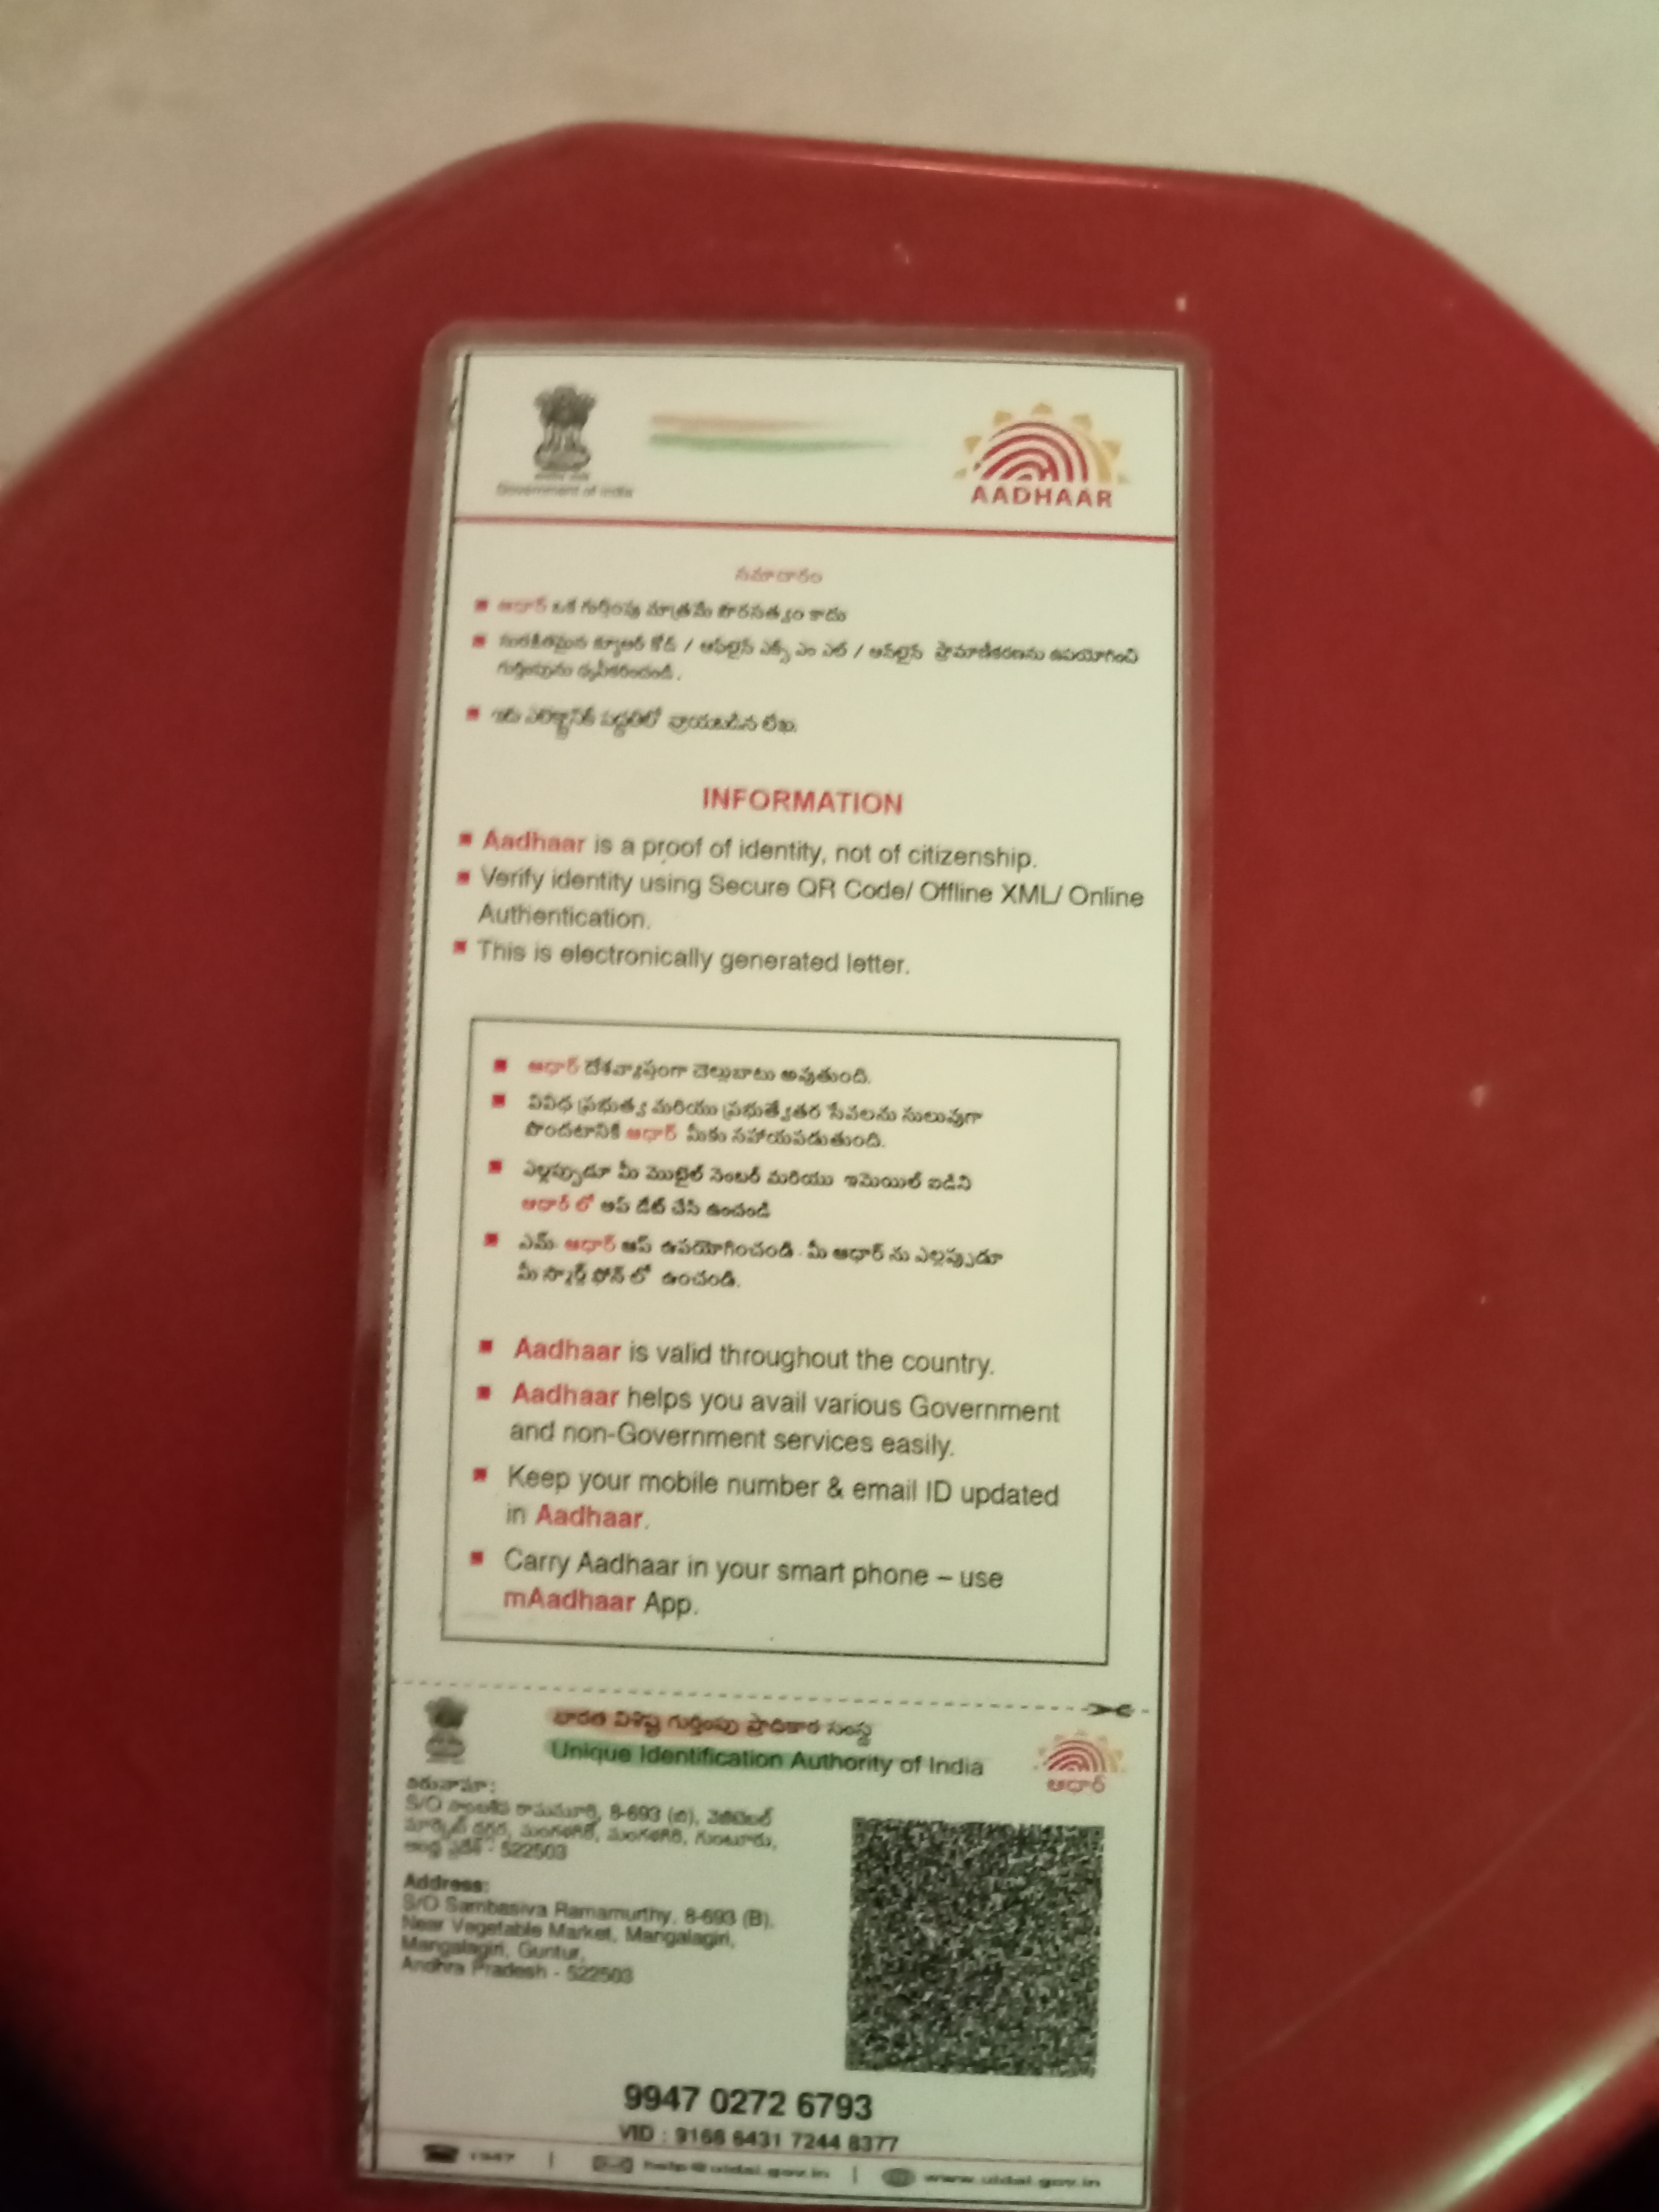 Government of India
AADHAAR
సమాచారం
ఆధార్ ఒక గుర్తింపు మాత్రమే పౌరసత్వం కాదు
సురక్షితమైన క్యూఆర్ కోడ్ / ఆఫ్‌లైన్ ఎక్స్ ఎం ఎల్ / ఆన్‌లైన్ ప్రామాణీకరణను ఉపయోగించి
గుర్తింపును ధృవీకరించండి.
ఇది ఎలక్ట్రానిక్ పద్ధతిలో వ్రాయబడిన లేఖ.
INFORMATION
Aadhaar is a proof of identity, not of citizenship.
Verify identity using Secure QR Code/ Offline XML/ Online
Authentication.
This is electronically generated letter.
ఆధార్ దేశవ్యాప్తంగా చెల్లుబాటు అవుతుంది.
వివిధ ప్రభుత్వ మరియు ప్రభుత్వేతర సేవలను సులువుగా
పొందటానికి ఆధార్ మీకు సహాయపడుతుంది.
ఎల్లప్పుడూ మీ మొబైల్ నెంబర్ మరియు ఇమెయిల్ ఐడిని
ఆధార్ లో అప్ డేట్ చేసి ఉంచండి
ఎమ్- ఆధార్ ఆప్ ఉపయోగించండి - మీ ఆధార్ ను ఎల్లప్పుడూ
మీ స్మార్ట్ ఫోన్ లో ఉంచండి.
Aadhaar is valid throughout the country.
Aadhaar helps you avail various Government
and non-Government services easily.
Keep your mobile number & email ID updated
in Aadhaar.
Carry Aadhaar in your smart phone – use
mAadhaar App.
భారత విశిష్ట గుర్తింపు ప్రాధికార సంస్థ
Unique Identification Authority of India
ఆధార్
చిరునామా:
S/O సాంబశివ రామమూర్తి, 8-693 (బి), వెజిటబుల్
మార్కెట్ దగ్గర, మంగళగిరి, మంగళగిరి, గుంటూరు,
ఆంధ్ర ప్రదేశ్ - 522503
Address:
S/O Sambasiva Ramamurthy, 8-693 (B),
Near Vegetable Market, Mangalagiri,
Mangalagiri, Guntur,
Andhra Pradesh - 522503
9947 0272 6793
VID : 9166 6431 7244 8377
1947 | help@uidai.gov.in | www.uidai.gov.in